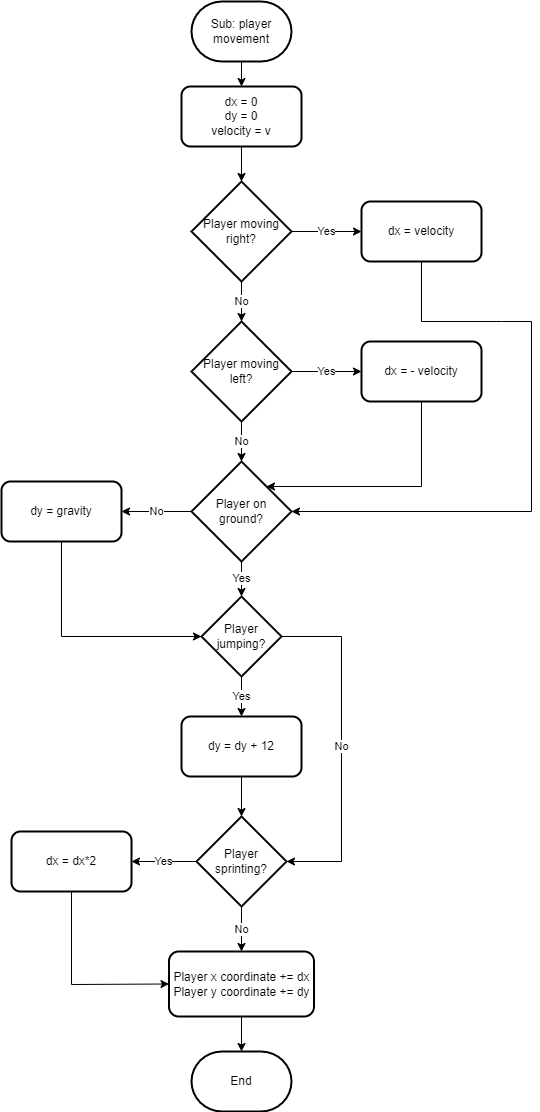 Sub: player
movement
dx = 0
dy = 0
velocity = v
Player moving
right?
Yes
dx = velocity
No
Player moving
left?
Yes
dx = - velocity
No
Player on
ground?
No
dy = gravity
Yes
Player
jumping?
Yes
No
dy = dy + 12
Player
sprinting?
Yes
dx = dx*2
No
Player x coordinate += dx
Player y coordinate += dy
End